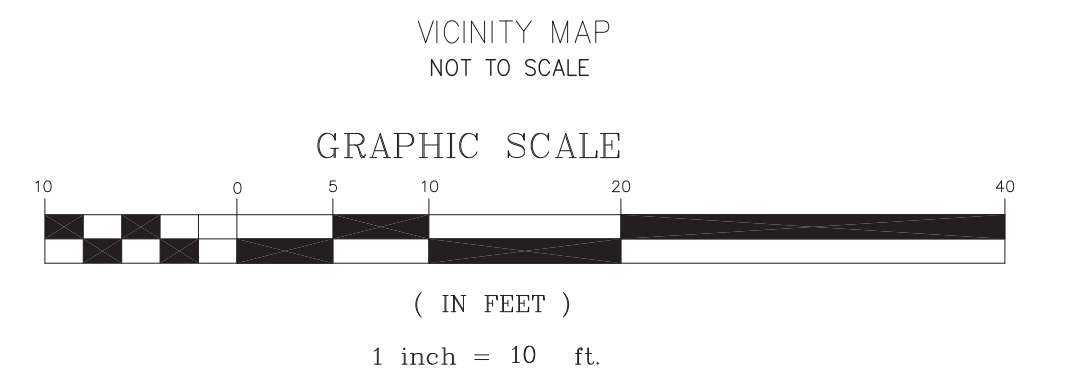 VICINITY MAP
NOT TO SCALE
GRAPHIC SCALE
10 0 5 10 20 40
( IN FEET )
1 inch = 10 ft.